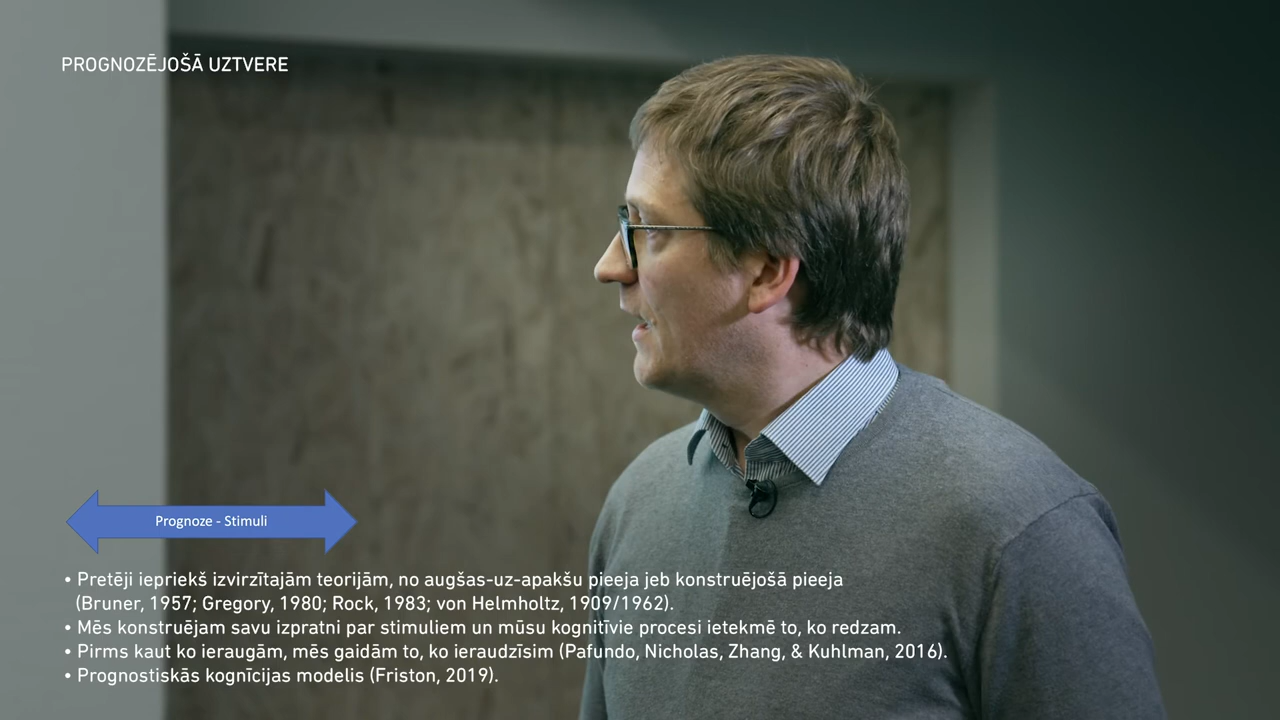 PROGNOZĒJOŠĀ UZTVERE
Prognoze - Stimuli
• Pretēji iepriekš izvirzītajām teorijām, no augšas-uz-apakšu pieeja jeb konstruējošā pieeja
(Bruner, 1957; Gregory, 1980; Rock, 1983; von Helmholtz, 1909/1962).
• Mēs konstruējam savu izpratni par stimuliem un mūsu kognitīvie procesi ietekmē to, ko redzam.
• Pirms kaut ko ieraugām, mēs gaidām to, ko ieraudzīsim (Pafundo, Nicholas, Zhang, & Kuhlman, 2016).
• Prognostiskās kognīcijas modelis (Friston, 2019).